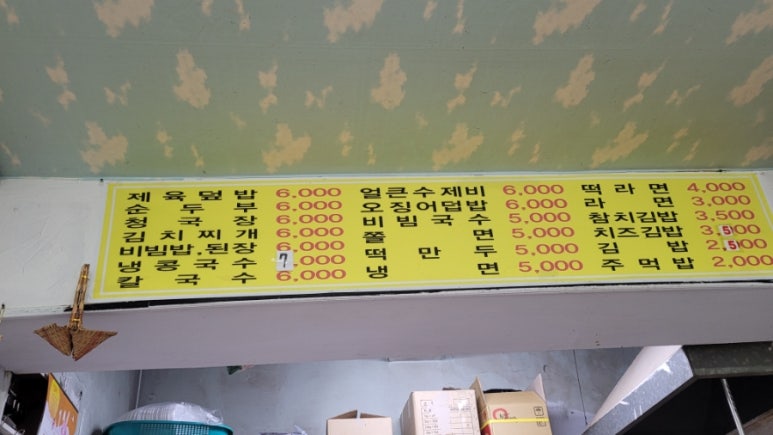 제육덮밥 6,000
순두부 6,000
청국장 6,000
김치찌개 6,000
비빔밥.된장 6,000
냉콩국수 7,000
칼국수 6,000
얼큰수제비 6,000
오징어덥밥 6,000
비빔국수 5,000
쫄면 5,000
떡만두 5,000
냉면 5,000
떡라면 4,000
라면 3,000
참치김밥 3,500
치즈김밥 3,500
김밥 2,500
주먹밥 2,000